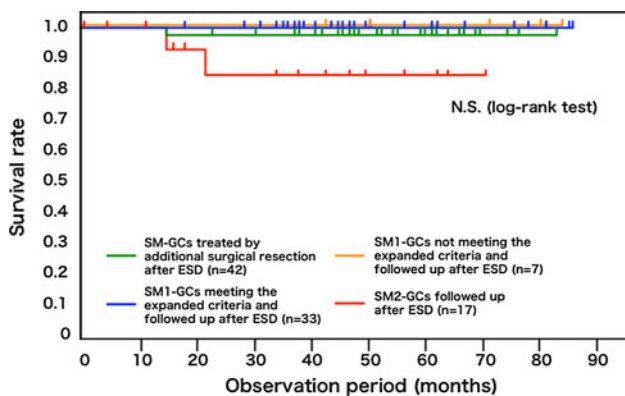 1.0
0.9
0.8
0.7
0.6
0.5
0.4
0.3
0.2
0.1
0
Survival rate
N.S. (log-rank test)
SM-GCs treated by
additional surgical resection
after ESD (n=42)
SM1-GCs meeting the
expanded criteria and
followed up after ESD (n=33)
SM1-GCs not meeting the
expanded criteria and
followed up after ESD (n=7)
SM2-GCs followed up
after ESD (n=17)
0 10 20 30 40 50 60 70 80 90
Observation period (months)